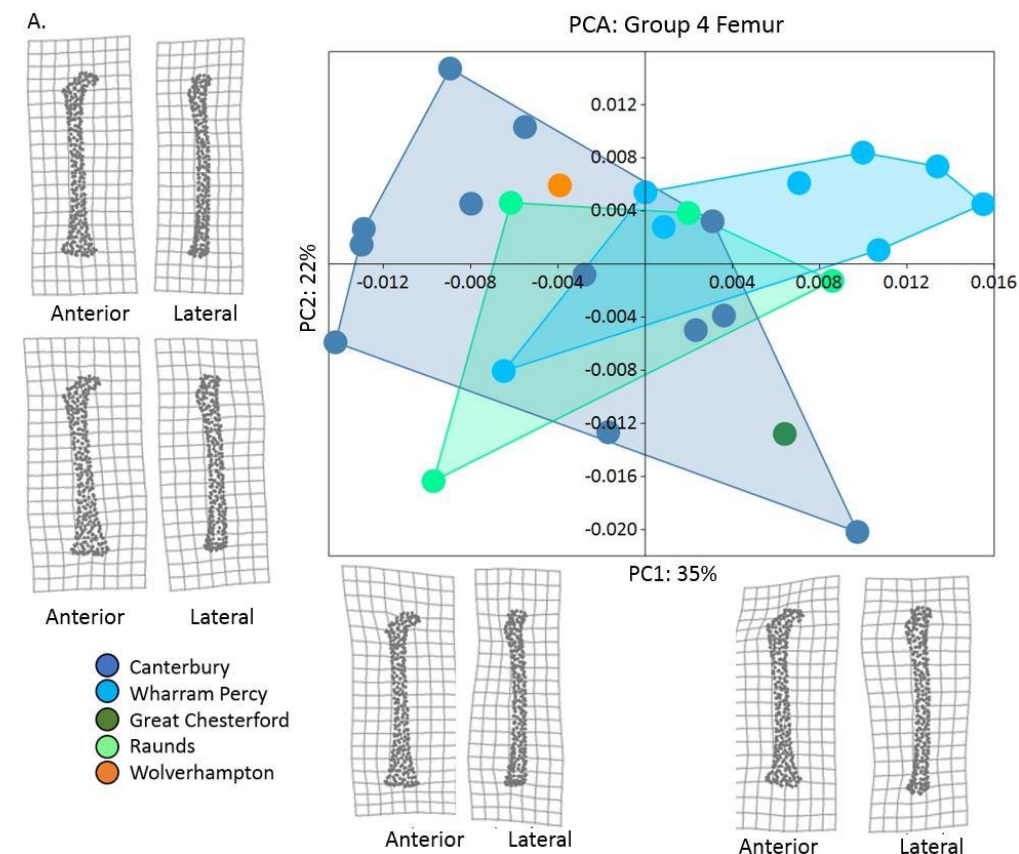 A.
PCA: Group 4 Femur
Anterior
Lateral
Anterior
Lateral
PC2: 22%
0.012
0.008
0.004
-0.012
-0.008
-0.004
0.004
0.008
0.012
0.016
-0.004
-0.008
-0.012
-0.016
-0.020
PC1: 35%
Canterbury
Wharram Percy
Great Chesterford
Raunds
Wolverhampton
Anterior
Lateral
Anterior
Lateral